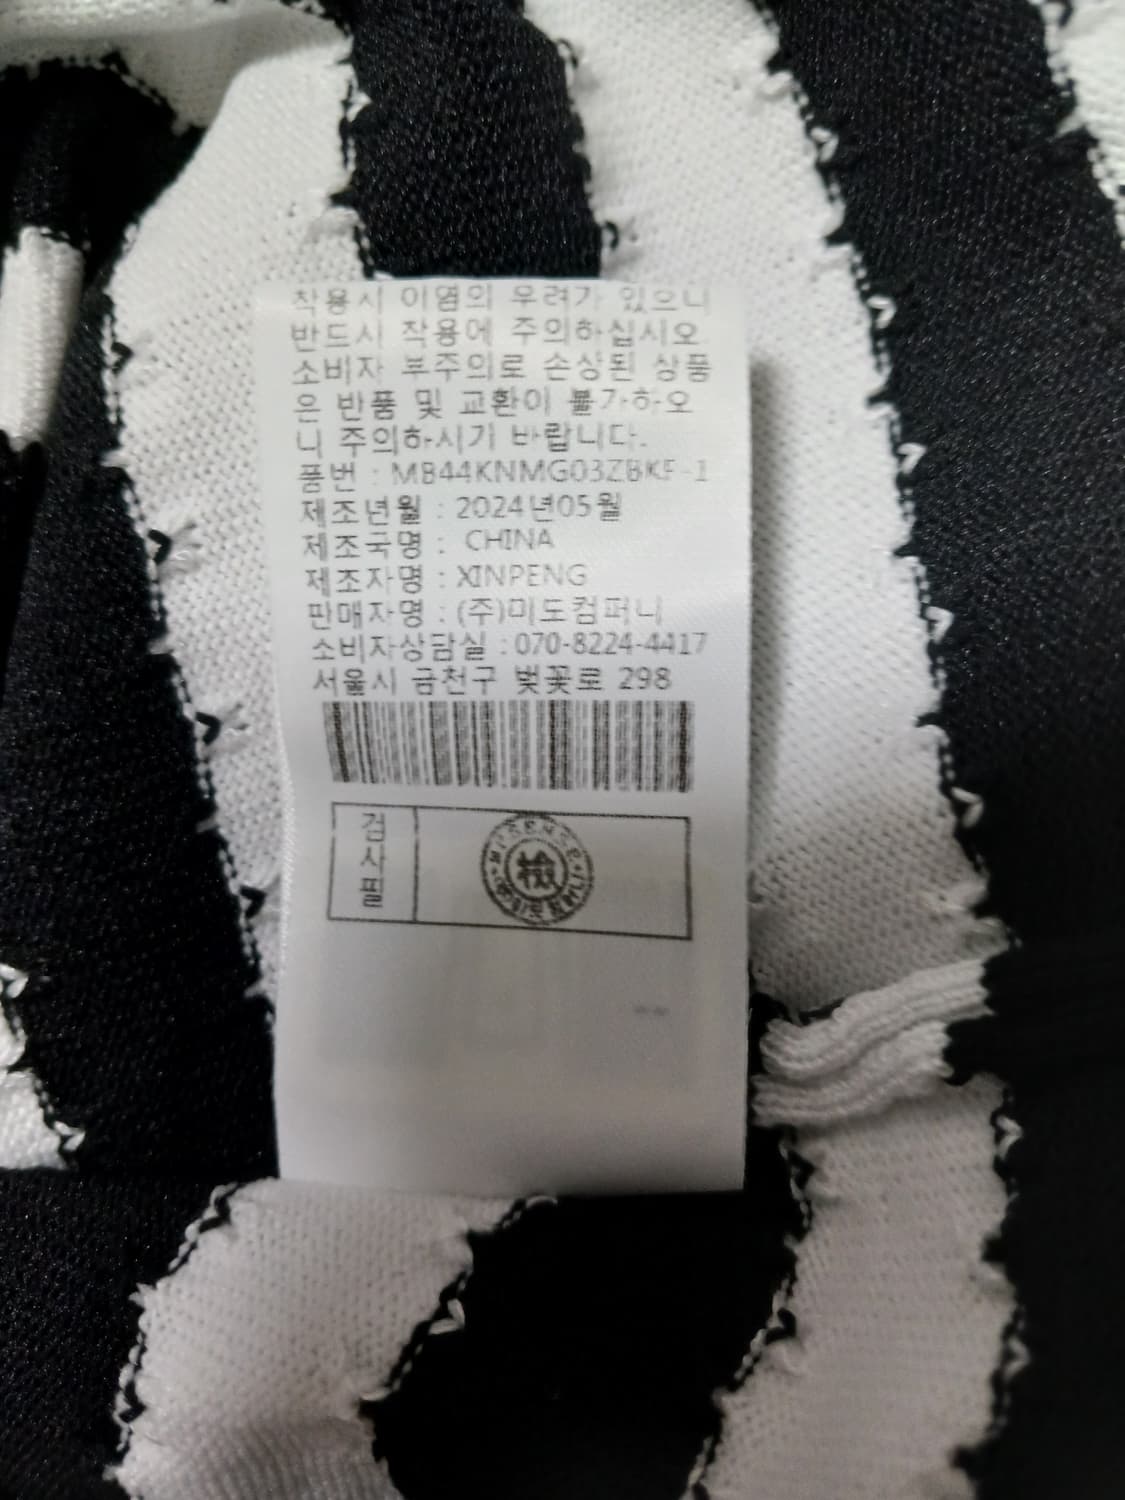 착용시 이염의 우려가 있으니
반드시 착용에 주의하십시오
소비자 부주의로 손상된 상품
은 반품 및 교환이 불가하오
니 주의하시기 바랍니다.
품번 : MB44KNMG03ZBKF-1
제조년월 : 2024년05월
제조국명 : CHINA
제조자명 : XINPENG
판매자명 : (주)미도컴퍼니
소비자상담실 : 070-8224-4417
서울시 금천구 벚꽃로 298
검사필
檢